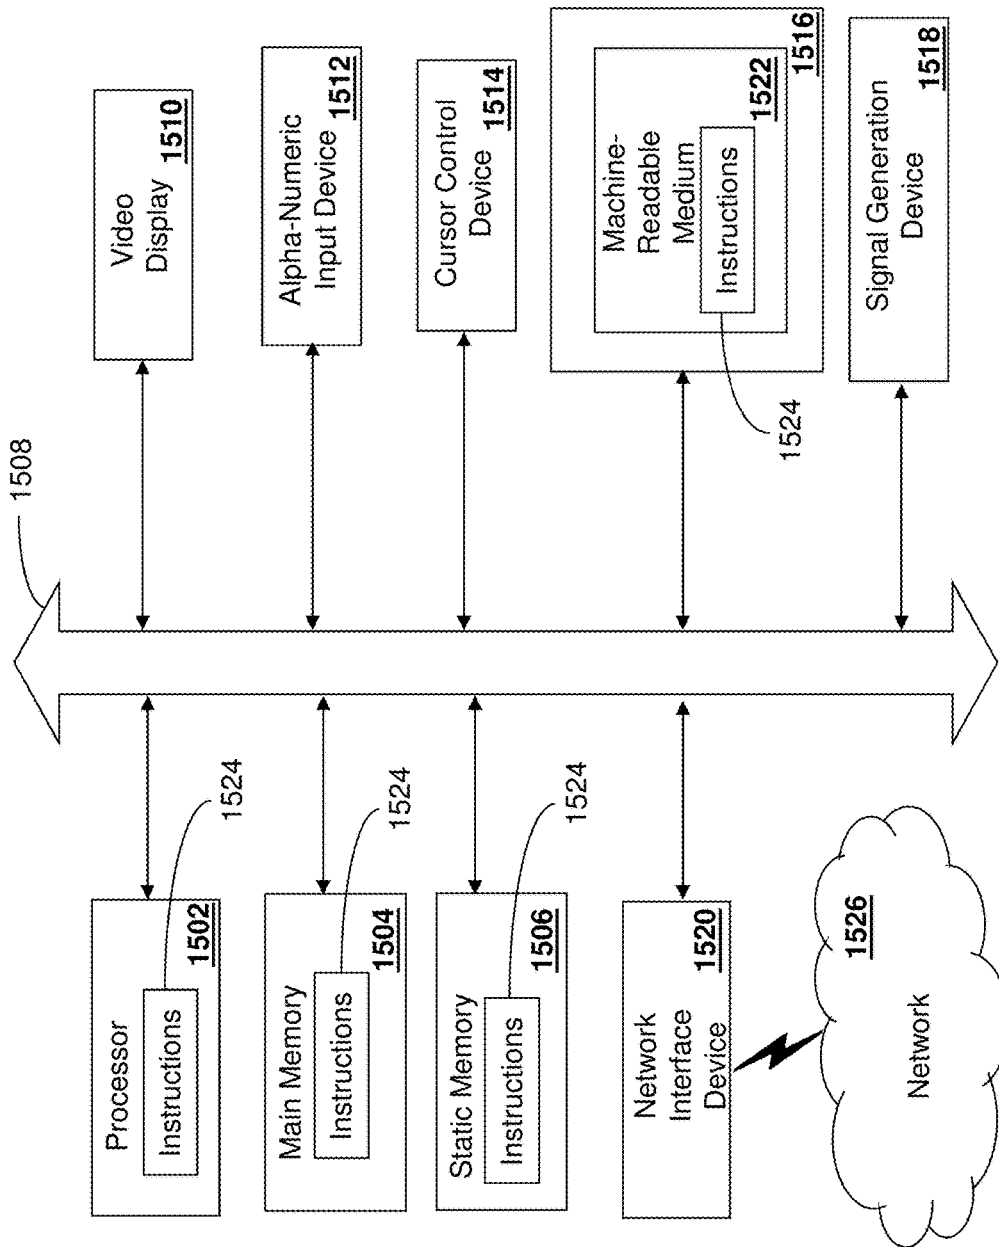 1508
Processor
Instructions
1502
1524
Main Memory
Instructions
1504
1524
Static Memory
Instructions
1506
1524
Network
Interface
Device
1520
Network
1526
Video
Display
1510
Alpha-Numeric
Input Device
1512
Cursor Control
Device
1514
Machine-
Readable
Medium
1522
Instructions
1524
1516
Signal Generation
Device
1518